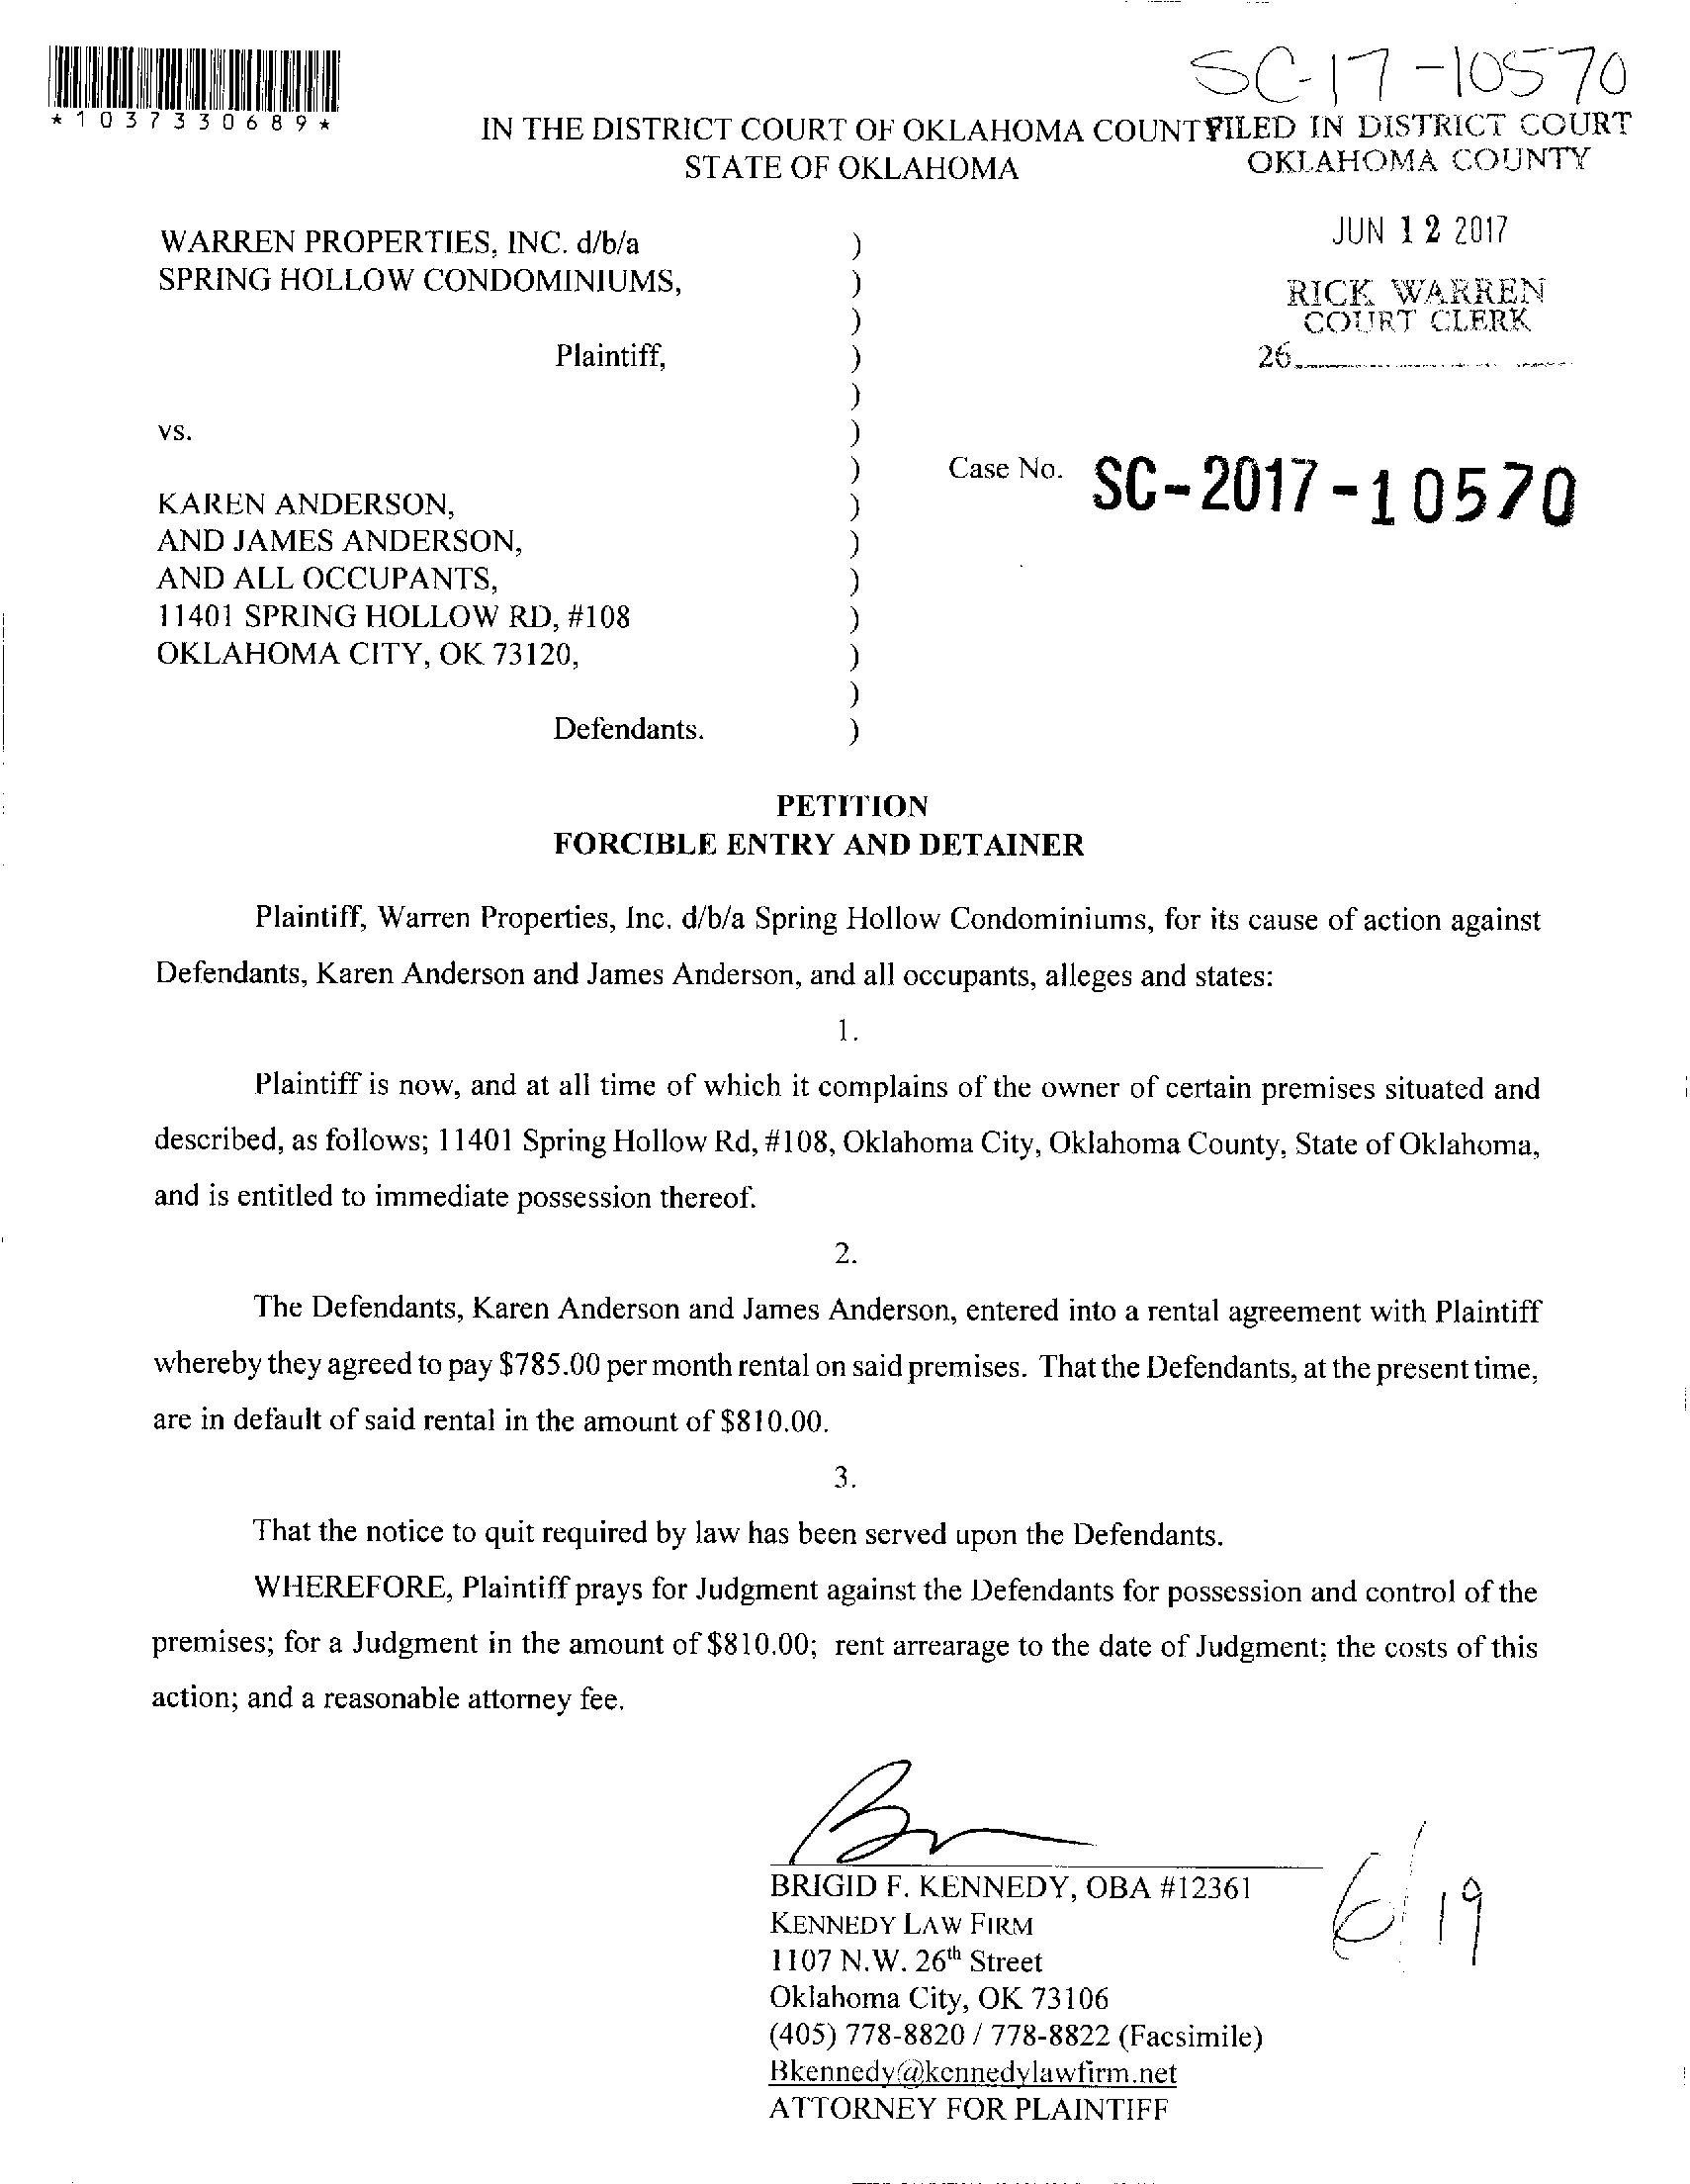 SC-17-10570
*1037330689*
IN THE DISTRICT COURT OF OKLAHOMA COUNTY
STATE OF OKLAHOMA
FILED IN DISTRICT COURT
OKLAHOMA COUNTY
JUN 12 2017
RICK WARREN
COURT CLERK
26
WARREN PROPERTIES, INC. d/b/a )
SPRING HOLLOW CONDOMINIUMS, )
)
Plaintiff, )
)
vs. )
) Case No. SC-2017-10570
KAREN ANDERSON, )
AND JAMES ANDERSON, )
AND ALL OCCUPANTS, )
11401 SPRING HOLLOW RD, #108 )
OKLAHOMA CITY, OK 73120, )
)
Defendants. )
PETITION
FORCIBLE ENTRY AND DETAINER
Plaintiff, Warren Properties, Inc. d/b/a Spring Hollow Condominiums, for its cause of action against
Defendants, Karen Anderson and James Anderson, and all occupants, alleges and states:
1.
Plaintiff is now, and at all time of which it complains of the owner of certain premises situated and
described, as follows; 11401 Spring Hollow Rd, #108, Oklahoma City, Oklahoma County, State of Oklahoma,
and is entitled to immediate possession thereof.
2.
The Defendants, Karen Anderson and James Anderson, entered into a rental agreement with Plaintiff
whereby they agreed to pay $785.00 per month rental on said premises. That the Defendants, at the present time,
are in default of said rental in the amount of $810.00.
3.
That the notice to quit required by law has been served upon the Defendants.
WHEREFORE, Plaintiff prays for Judgment against the Defendants for possession and control of the
premises; for a Judgment in the amount of $810.00; rent arrearage to the date of Judgment; the costs of this
action; and a reasonable attorney fee.
BRIGID F. KENNEDY, OBA #12361
KENNEDY LAW FIRM
1107 N.W. 26th Street
Oklahoma City, OK 73106
(405) 778-8820 / 778-8822 (Facsimile)
Bkennedy@kennedylawfirm.net
ATTORNEY FOR PLAINTIFF
6/19